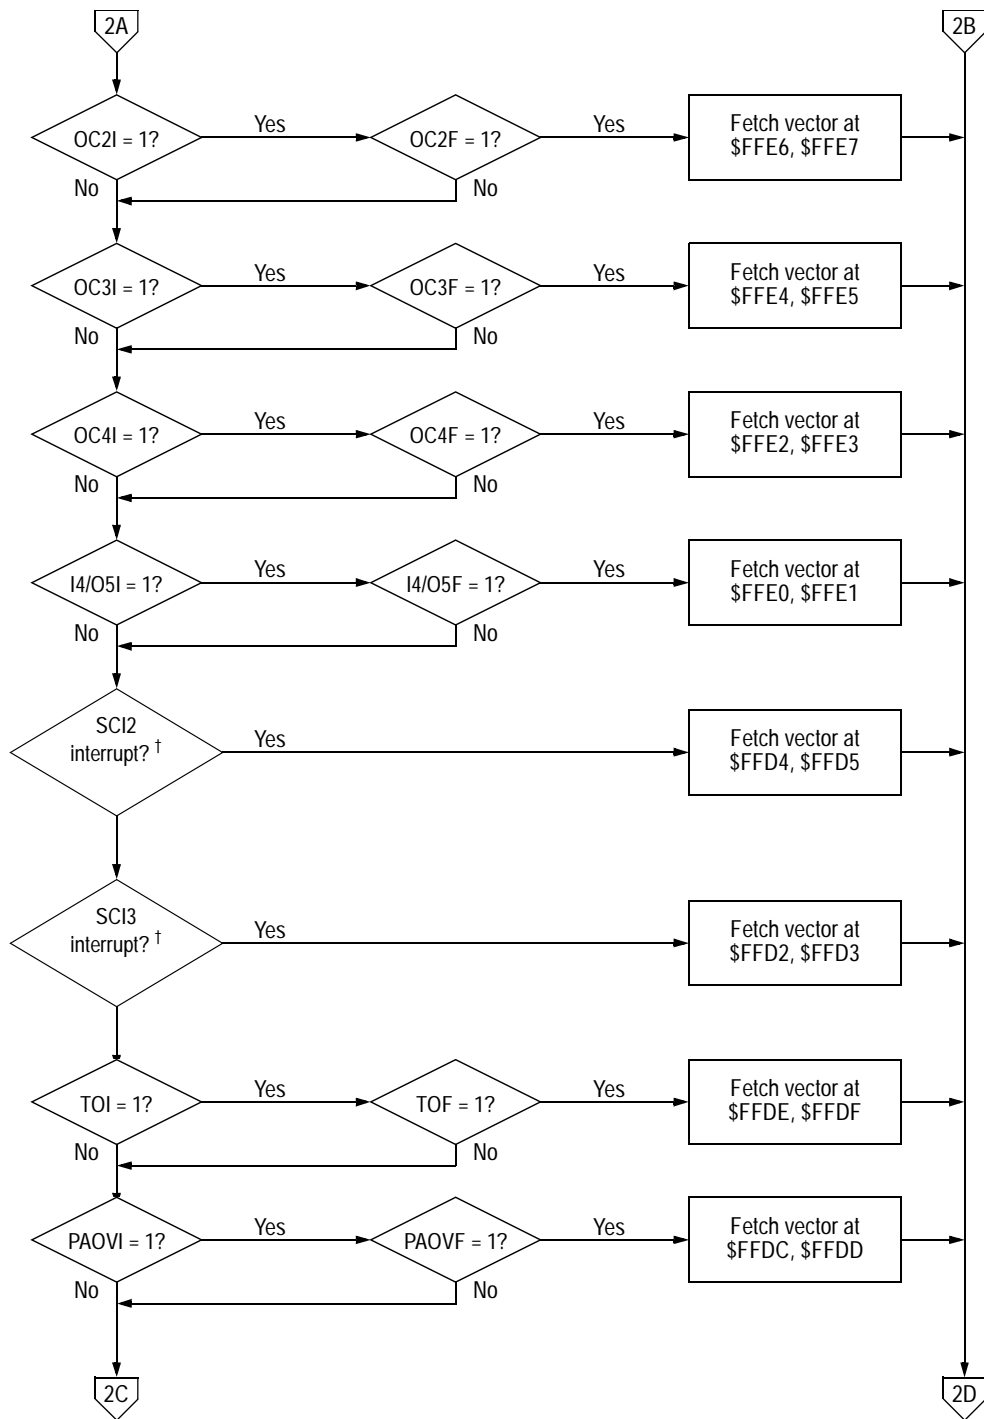 2A
2B
OC2I = 1?
Yes
OC2F = 1?
Yes
Fetch vector at
$FFE6, $FFE7
No
No
OC3I = 1?
Yes
OC3F = 1?
Yes
Fetch vector at
$FFE4, $FFE5
No
No
OC4I = 1?
Yes
OC4F = 1?
Yes
Fetch vector at
$FFE2, $FFE3
No
No
I4/O5I = 1?
Yes
I4/O5F = 1?
Yes
Fetch vector at
$FFE0, $FFE1
No
No
SCI2
interrupt? †
Yes
Fetch vector at
$FFD4, $FFD5
SCI3
interrupt? †
Yes
Fetch vector at
$FFD2, $FFD3
TOI = 1?
Yes
TOF = 1?
Yes
Fetch vector at
$FFDE, $FFDF
No
No
PAOVI = 1?
Yes
PAOVF = 1?
Yes
Fetch vector at
$FFDC, $FFDD
No
No
2C
2D